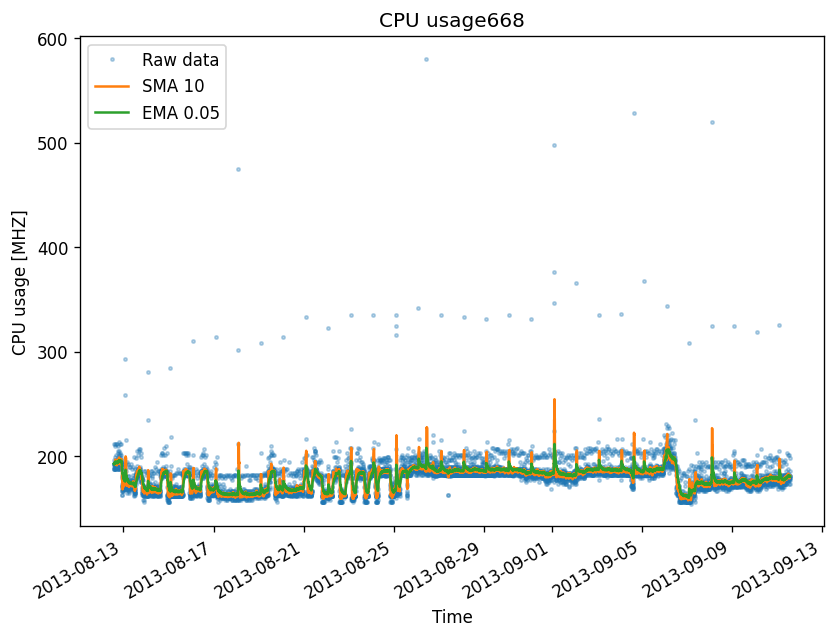 CPU usage668
Raw data
SMA 10
EMA 0.05
600
500
400
300
200
CPU usage [MHZ]
2013-08-13
2013-08-17
2013-08-21
2013-08-25
2013-08-29
2013-09-01
2013-09-05
2013-09-09
2013-09-13
Time